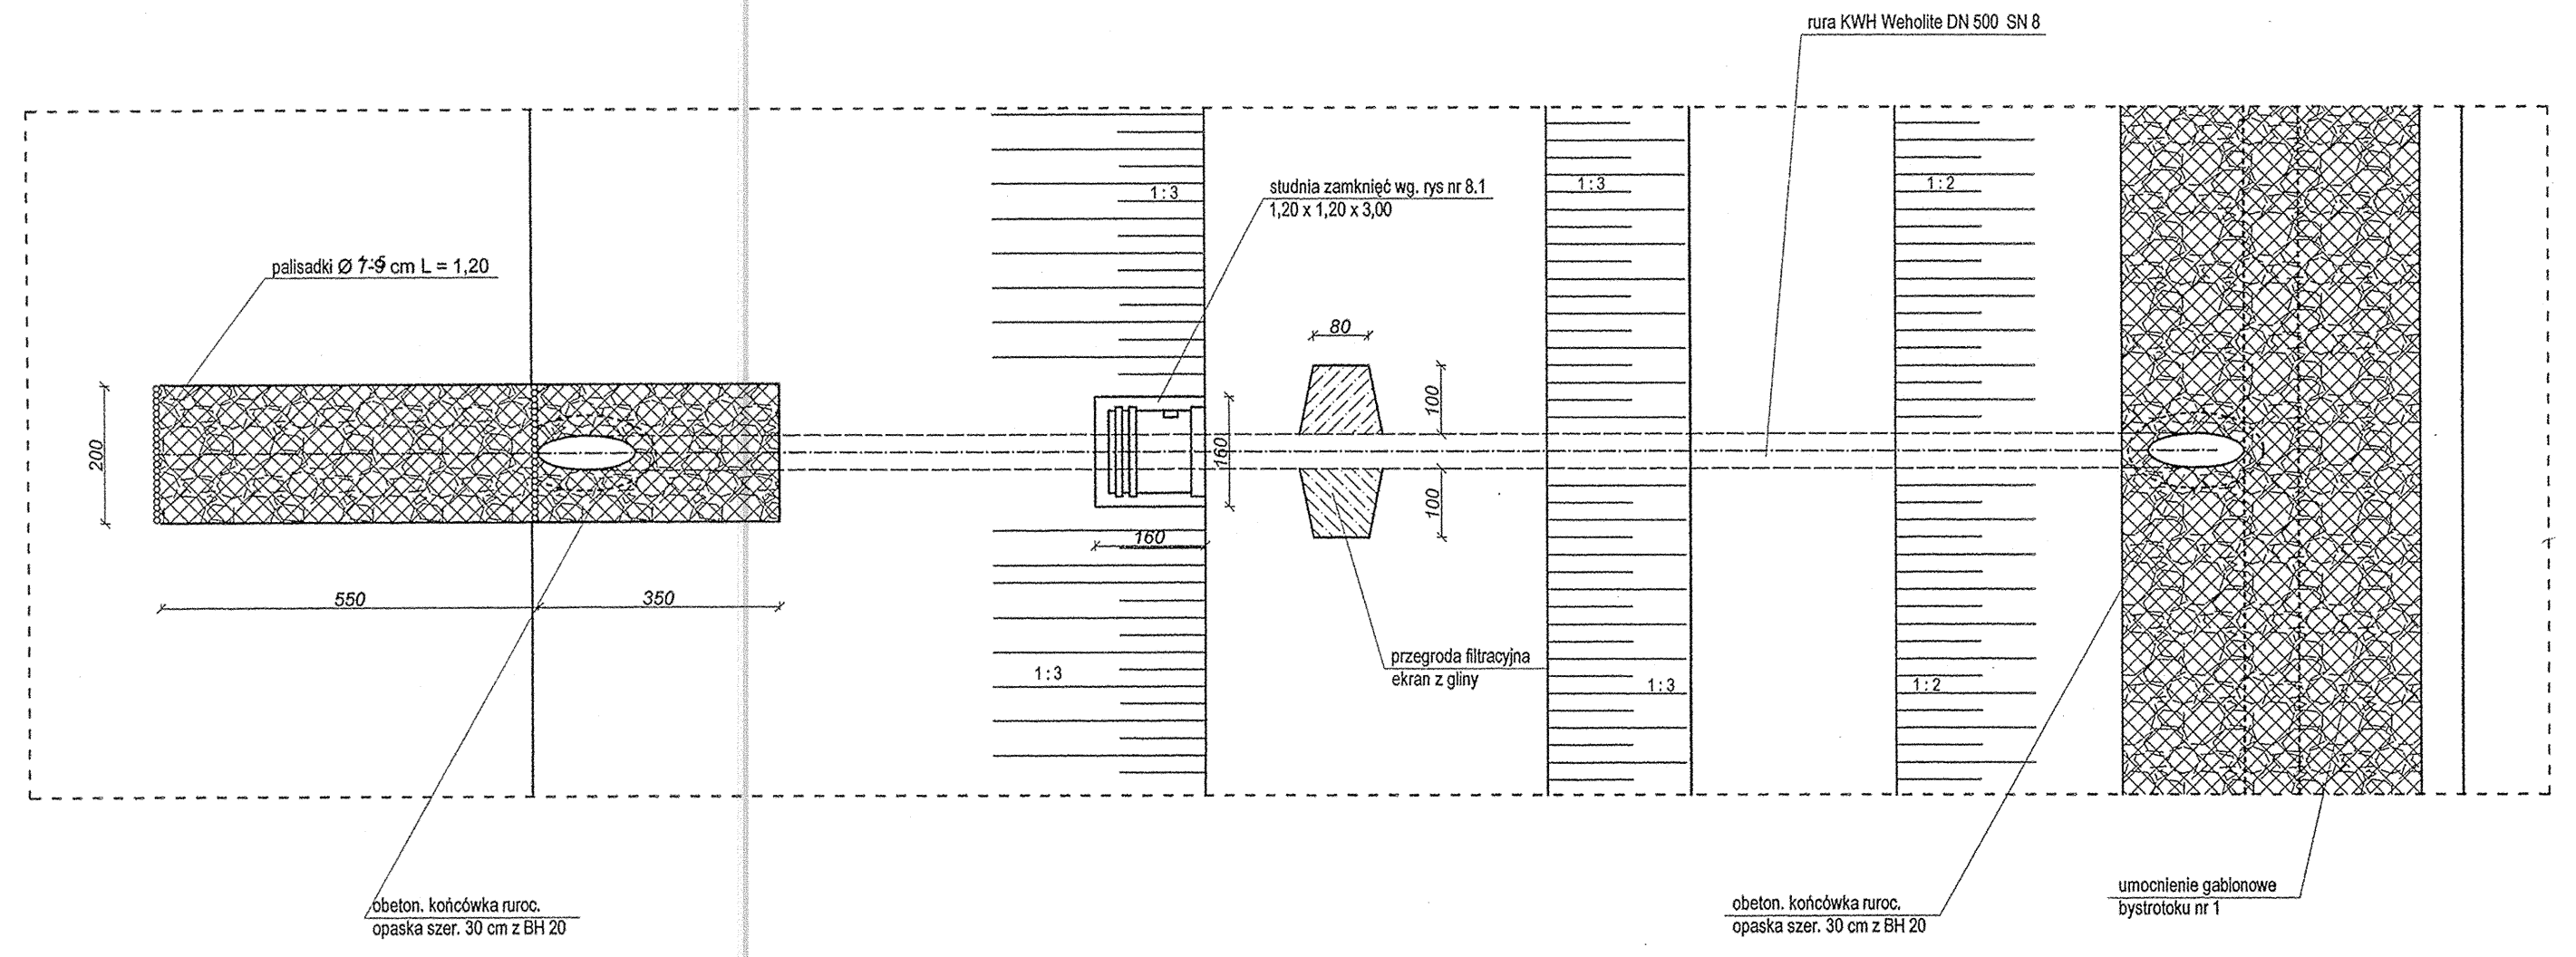 rura KWH Weholite DN 500 SN 8
1 : 3
studnia zamknięć wg. rys nr 8.1
1,20 x 1,20 x 3,00
1 : 3
1 : 2
palisadki Ø cm L = 1,20
80
100
200
160
100
160
550
350
przegroda filtracyjna
ekran z gliny
1 : 3
1 : 3
1 : 2
obeton. końcówka ruroc.
opaska szer. 30 cm z BH 20
obeton. końcówka ruroc.
opaska szer. 30 cm z BH 20
umocnienie gabionowe
bystrotoku nr 1